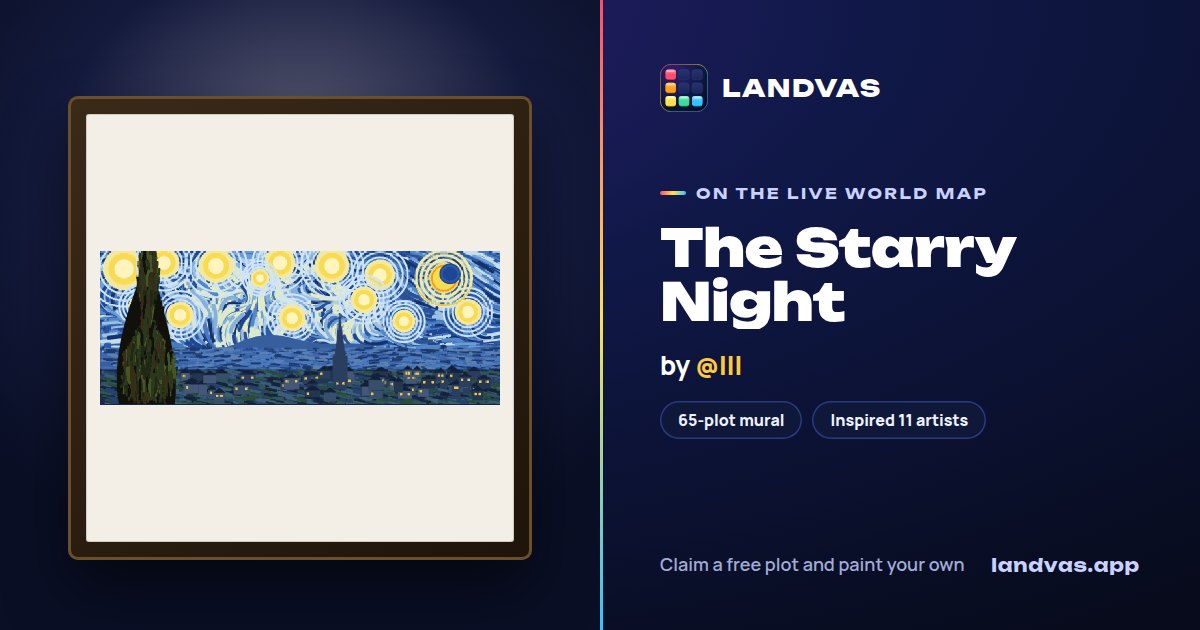 LANDVAS
ON THE LIVE WORLD MAP
The Starry
Night
by @lll
65-plot mural
Inspired 11 artists
Claim a free plot and paint your own
landvas.app